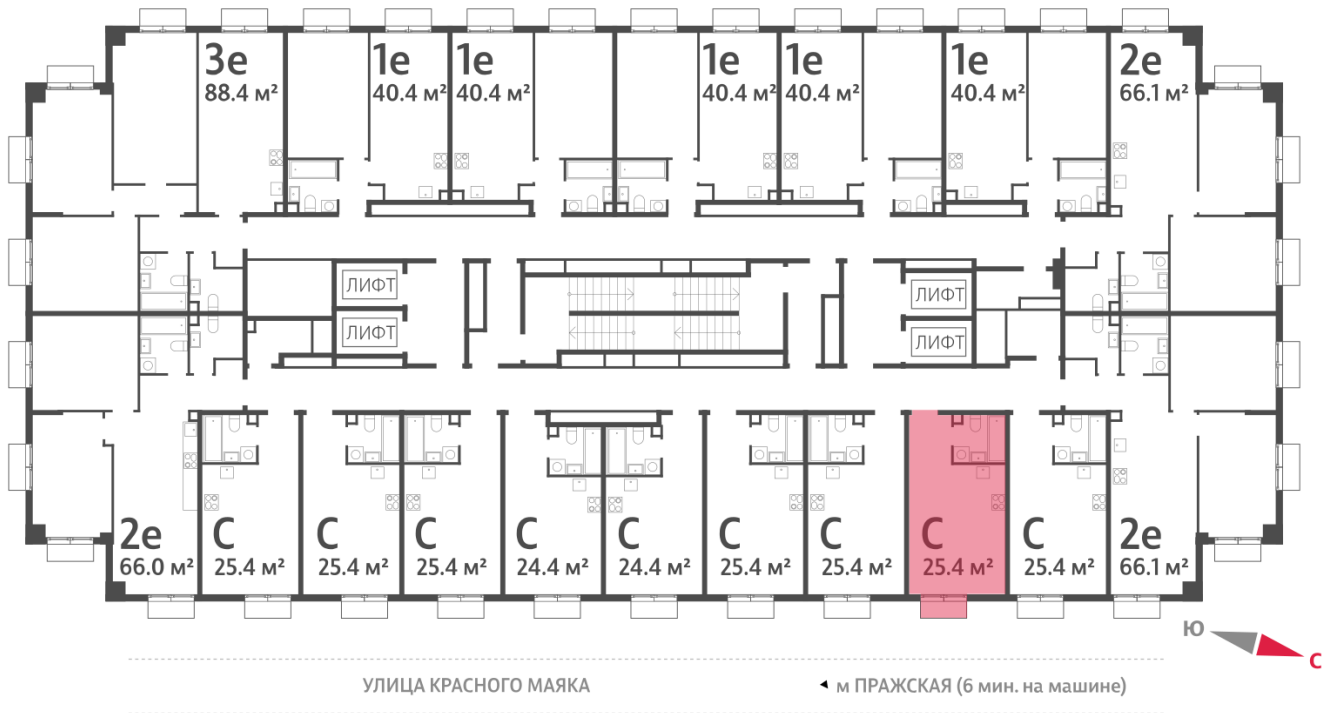 3е
88.4 м²
1е
40.4 м²
1е
40.4 м²
1е
40.4 м²
1е
40.4 м²
1е
40.4 м²
2е
66.1 м²
ЛИФТ
ЛИФТ
ЛИФТ
ЛИФТ
2е
66.0 м²
С
25.4 м²
С
25.4 м²
С
25.4 м²
С
24.4 м²
С
24.4 м²
С
25.4 м²
С
25.4 м²
С
25.4 м²
С
25.4 м²
2е
66.1 м²
Ю
С
УЛИЦА КРАСНОГО МАЯКА
м ПРАЖСКАЯ (6 мин. на машине)